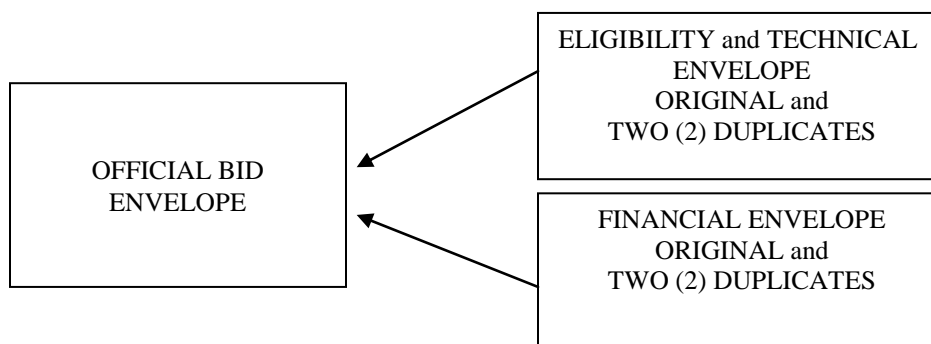 OFFICIAL BID
ENVELOPE
ELIGIBILITY and TECHNICAL
ENVELOPE
ORIGINAL and
TWO (2) DUPLICATES
FINANCIAL ENVELOPE
ORIGINAL and
TWO (2) DUPLICATES